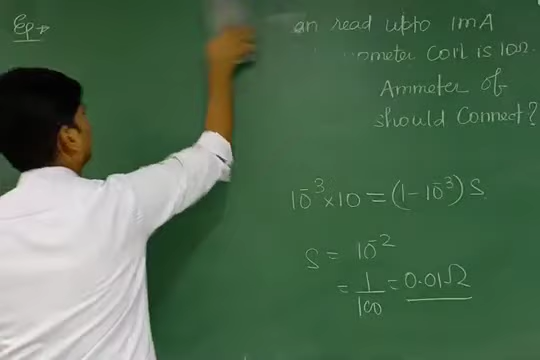 Ep→
an read upto 1mA
ometer Coil is 10Ω.
Ammeter of
should Connect?
10⁻³ × 10 = (1 - 10⁻³) S
S = 10⁻²
= 1/100 = 0.01Ω